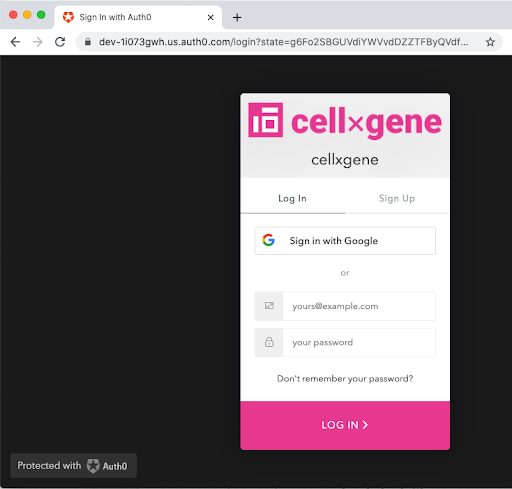 Sign In with Auth0
dev-1i073gwh.us.auth0.com/login?state=g6Fo2SBGUVdiYWVvdDZZTFByQVdf...
cell×gene
cellxgene
Log In
Sign Up
Sign in with Google
or
yours@example.com
your password
Don't remember your password?
LOG IN
Protected with Auth0